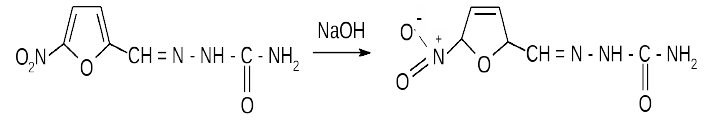 NaOH
O₂N O CH = N - NH - C - NH₂
O
O⁻ N⁺ O O CH = N - NH - C - NH₂
O